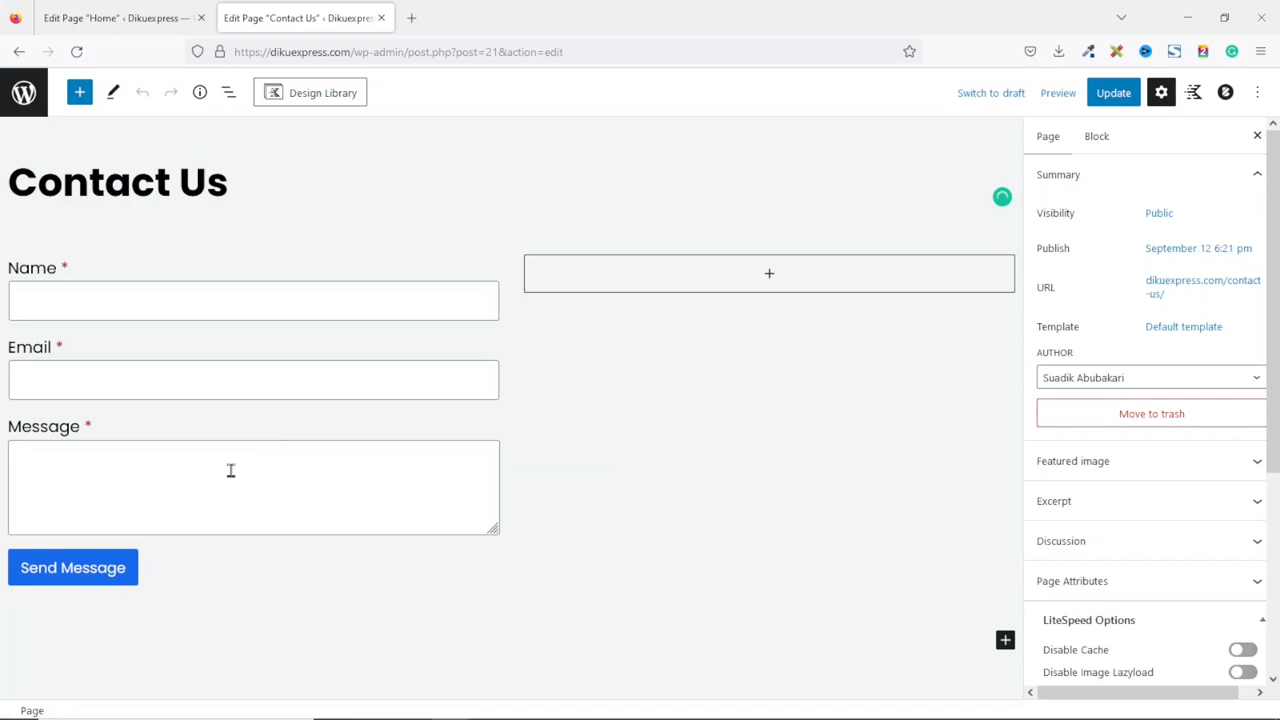 Edit Page "Home" ‹ Dikuexpress —
Edit Page "Contact Us" ‹ Dikuexpres
https://dikuexpress.com/wp-admin/post.php?post=21&action=edit
Design Library
Switch to draft
Preview
Update
Contact Us
Name *
Email *
Message *
Send Message
Page
Block
Summary
Visibility
Public
Publish
September 12 6:21 pm
URL
dikuexpress.com/contact
-us/
Template
Default template
AUTHOR
Suadik Abubakari
Move to trash
Featured image
Excerpt
Discussion
Page Attributes
LiteSpeed Options
Disable Cache
Disable Image Lazyload
Page